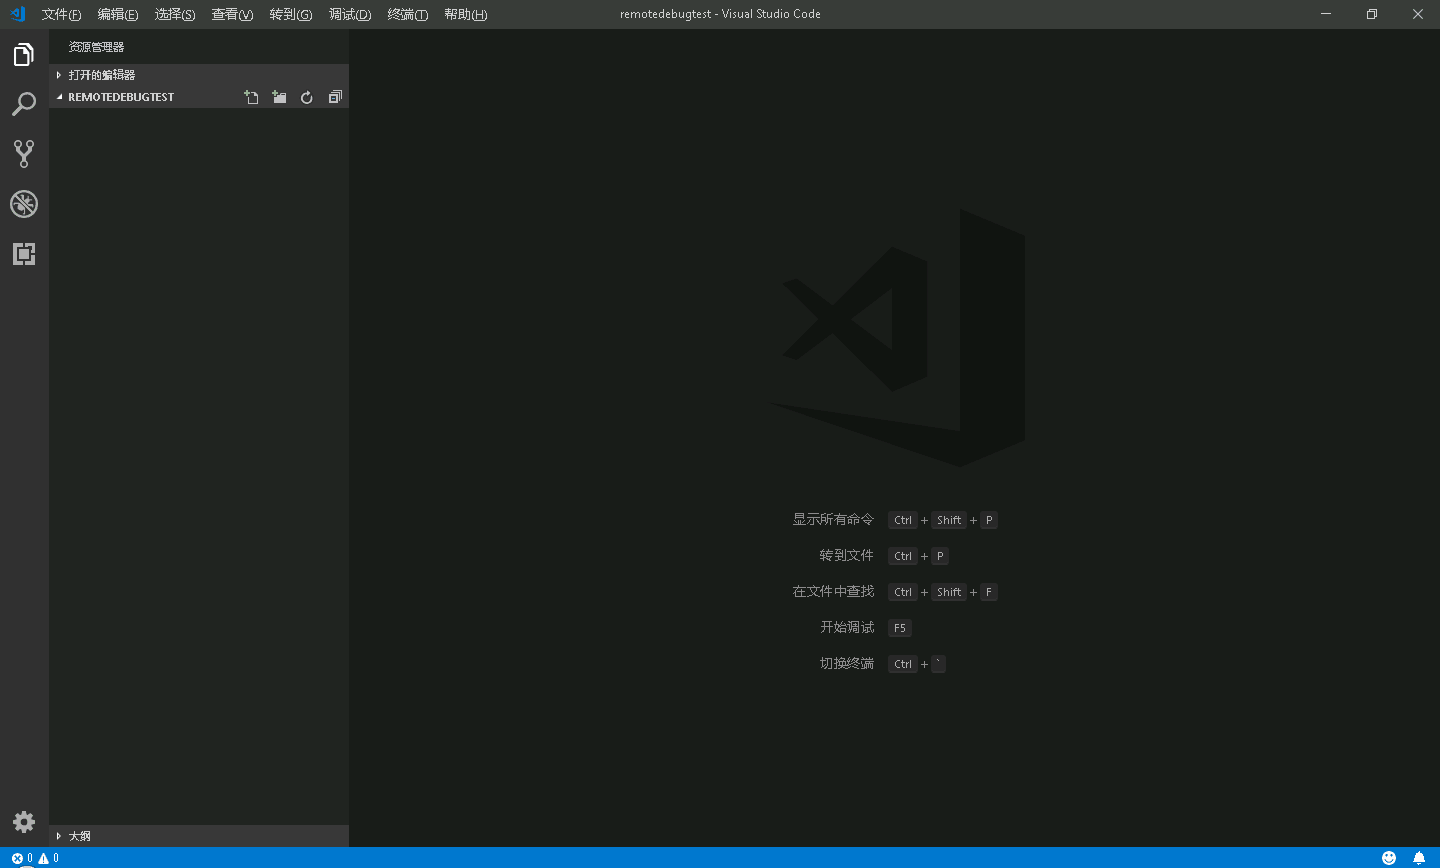 文件(F) 编辑(E) 选择(S) 查看(V) 转到(G) 调试(D) 终端(T) 帮助(H) remotedebugtest - Visual Studio Code
资源管理器
打开的编辑器
REMOTEDEBUGTEST
显示所有命令 Ctrl + Shift + P
转到文件 Ctrl + P
在文件中查找 Ctrl + Shift + F
开始调试 F5
切换终端 Ctrl + `
大纲
0 0